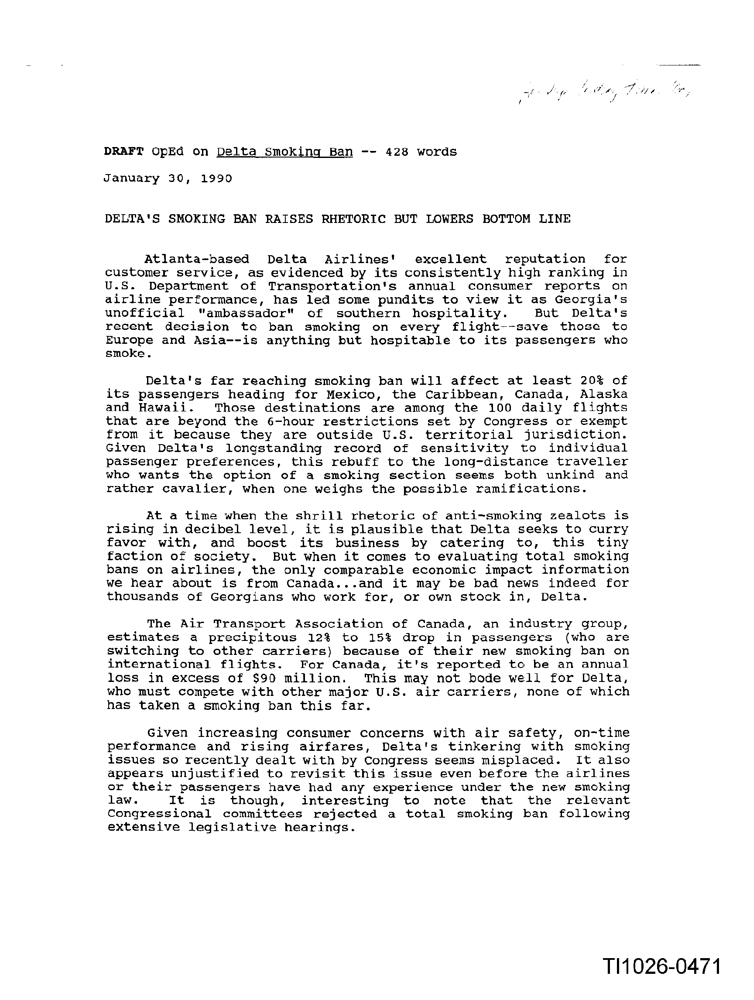 DRAFT OpEd on Delta Smoking Ban -- 428 words
January 30, 1990
DELTA'S SMOKING BAN RAISES RHETORIC BUT LOWERS BOTTOM LINE
Atlanta-based Delta Airlines' excellent reputation for
customer service, as evidenced by its consistently high ranking in
U.S. Department of Transportation's annual consumer reports on
airline performance, has led some pundits to view it as Georgia's
unofficial "ambassador" of southern hospitality. But Delta's
recent decision to ban smoking on every flight--save those to
Europe and Asia--is anything but hospitable to its passengers who
smoke.
Delta's far reaching smoking ban will affect at least 20% of
its passengers heading for Mexico, the Caribbean, Canada, Alaska
and Hawaii. Those destinations are among the 100 daily flights
that are beyond the 6-hour restrictions set by Congress or exempt
from it because they are outside U.S. territorial jurisdiction.
Given Delta's longstanding record of sensitivity to individual
passenger preferences, this rebuff to the long-distance traveller
who wants the option of a smoking section seems both unkind and
rather cavalier, when one weighs the possible ramifications.
At a time when the shrill rhetoric of anti-smoking zealots is
rising in decibel level, it is plausible that Delta seeks to curry
favor with, and boost its business by catering to, this tiny
faction of society. But when it comes to evaluating total smoking
bans on airlines, the only comparable economic impact information
we hear about is from Canada...and it may be bad news indeed for
thousands of Georgians who work for, or own stock in, Delta.
The Air Transport Association of Canada, an industry group,
estimates a precipitous 12% to 15% drop in passengers (who are
switching to other carriers) because of their new smoking ban on
international flights. For Canada, it's reported to be an annual
loss in excess of $90 million. This may not bode well for Delta,
who must compete with other major U.S. air carriers, none of which
has taken a smoking ban this far.
Given increasing consumer concerns with air safety, on-time
performance and rising airfares, Delta's tinkering with smoking
issues so recently dealt with by Congress seems misplaced. It also
appears unjustified to revisit this issue even before the airlines
or their passengers have had any experience under the new smoking
law. It is though, interesting to note that the relevant
Congressional committees rejected a total smoking ban following
extensive legislative hearings.
TI1026-0471